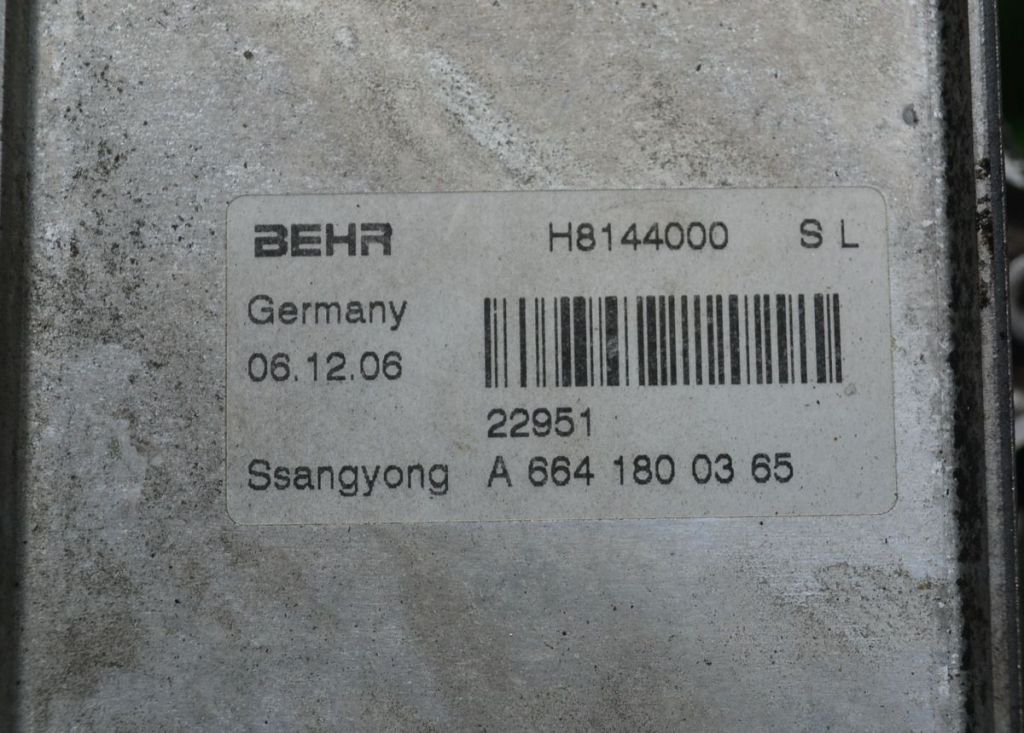 BEHR H8144000 S L
Germany
06.12.06
22951
Ssangyong A 664 180 03 65